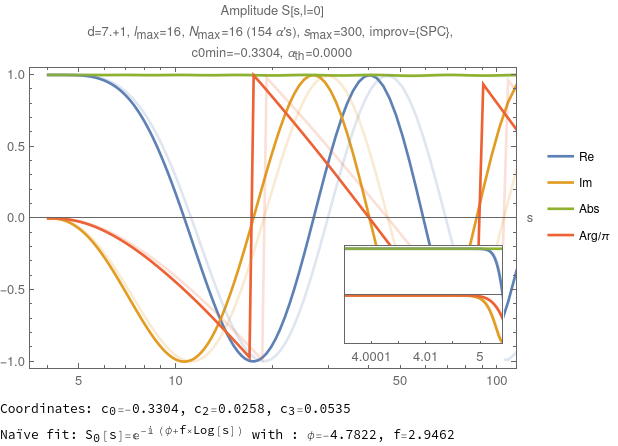 Amplitude S[s,l=0]
d=7.+1, lmax=16, Nmax=16 (154 α's), smax=300, improv={SPC},
c0min=-0.3304, αth=0.0000
1.0
0.5
0.0
-0.5
-1.0
s
5
10
50
100
4.0001
4.01
5
Re
Im
Abs
Arg/π
Coordinates: c₀=-0.3304, c₂=0.0258, c₃=0.0535
Naïve fit: S₀[s]=e^-i (ϕ+f×Log[s]) with : ϕ=-4.7822, f=2.9462